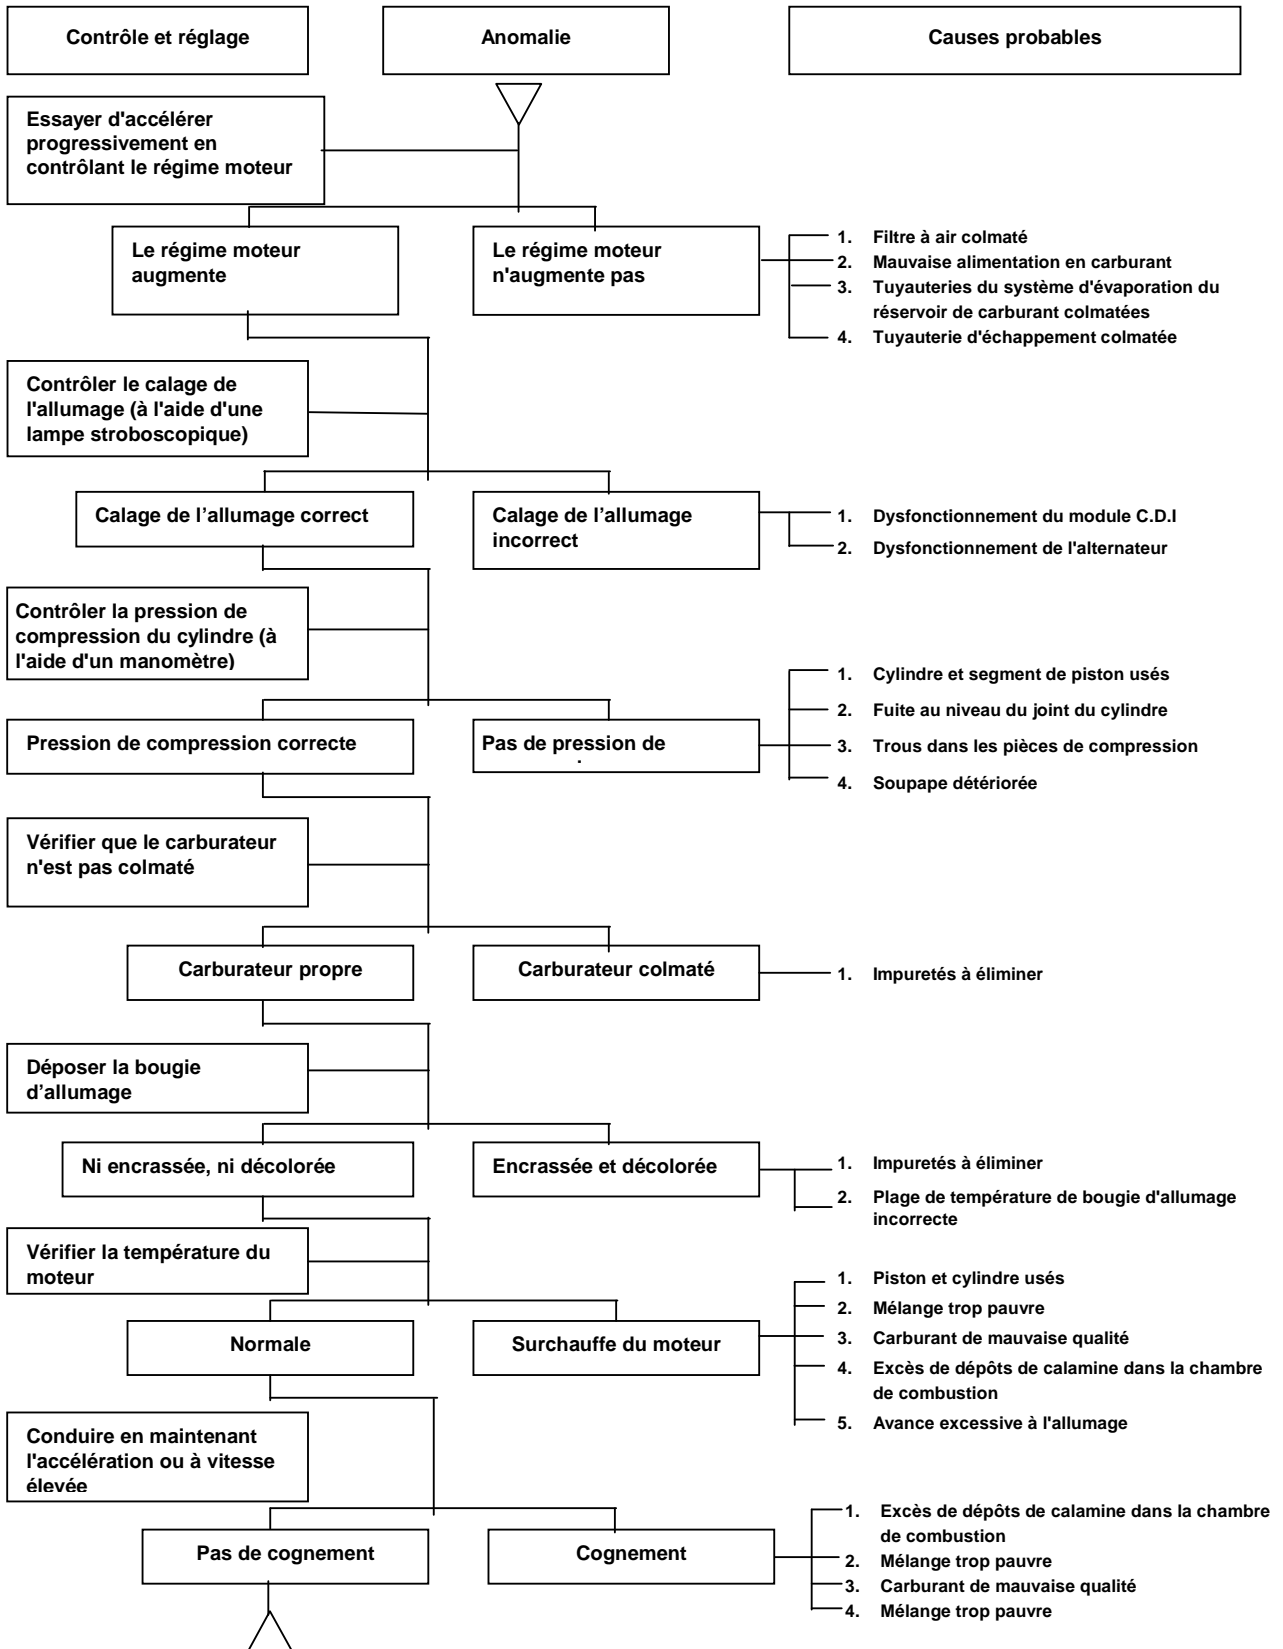 Contrôle et réglage
Anomalie
Causes probables
Essayer d'accélérer
progressivement en
contrôlant le régime moteur
Le régime moteur
augmente
Le régime moteur
n'augmente pas
1. Filtre à air colmaté
2. Mauvaise alimentation en carburant
3. Tuyauteries du système d'évaporation du
réservoir de carburant colmatées
4. Tuyauterie d'échappement colmatée
Contrôler le calage de
l'allumage (à l'aide d'une
lampe stroboscopique)
Calage de l’allumage correct
Calage de l’allumage
incorrect
1. Dysfonctionnement du module C.D.I
2. Dysfonctionnement de l'alternateur
Contrôler la pression de
compression du cylindre (à
l'aide d'un manomètre)
Pression de compression correcte
Pas de pression de
1. Cylindre et segment de piston usés
2. Fuite au niveau du joint du cylindre
3. Trous dans les pièces de compression
4. Soupape détériorée
Vérifier que le carburateur
n'est pas colmaté
Carburateur propre
Carburateur colmaté
1. Impuretés à éliminer
Déposer la bougie
d’allumage
Ni encrassée, ni décolorée
Encrassée et décolorée
1. Impuretés à éliminer
2. Plage de température de bougie d'allumage
incorrecte
Vérifier la température du
moteur
Normale
Surchauffe du moteur
1. Piston et cylindre usés
2. Mélange trop pauvre
3. Carburant de mauvaise qualité
4. Excès de dépôts de calamine dans la chambre
de combustion
5. Avance excessive à l'allumage
Conduire en maintenant
l'accélération ou à vitesse
élevée
Pas de cognement
Cognement
1. Excès de dépôts de calamine dans la chambre
de combustion
2. Mélange trop pauvre
3. Carburant de mauvaise qualité
4. Mélange trop pauvre